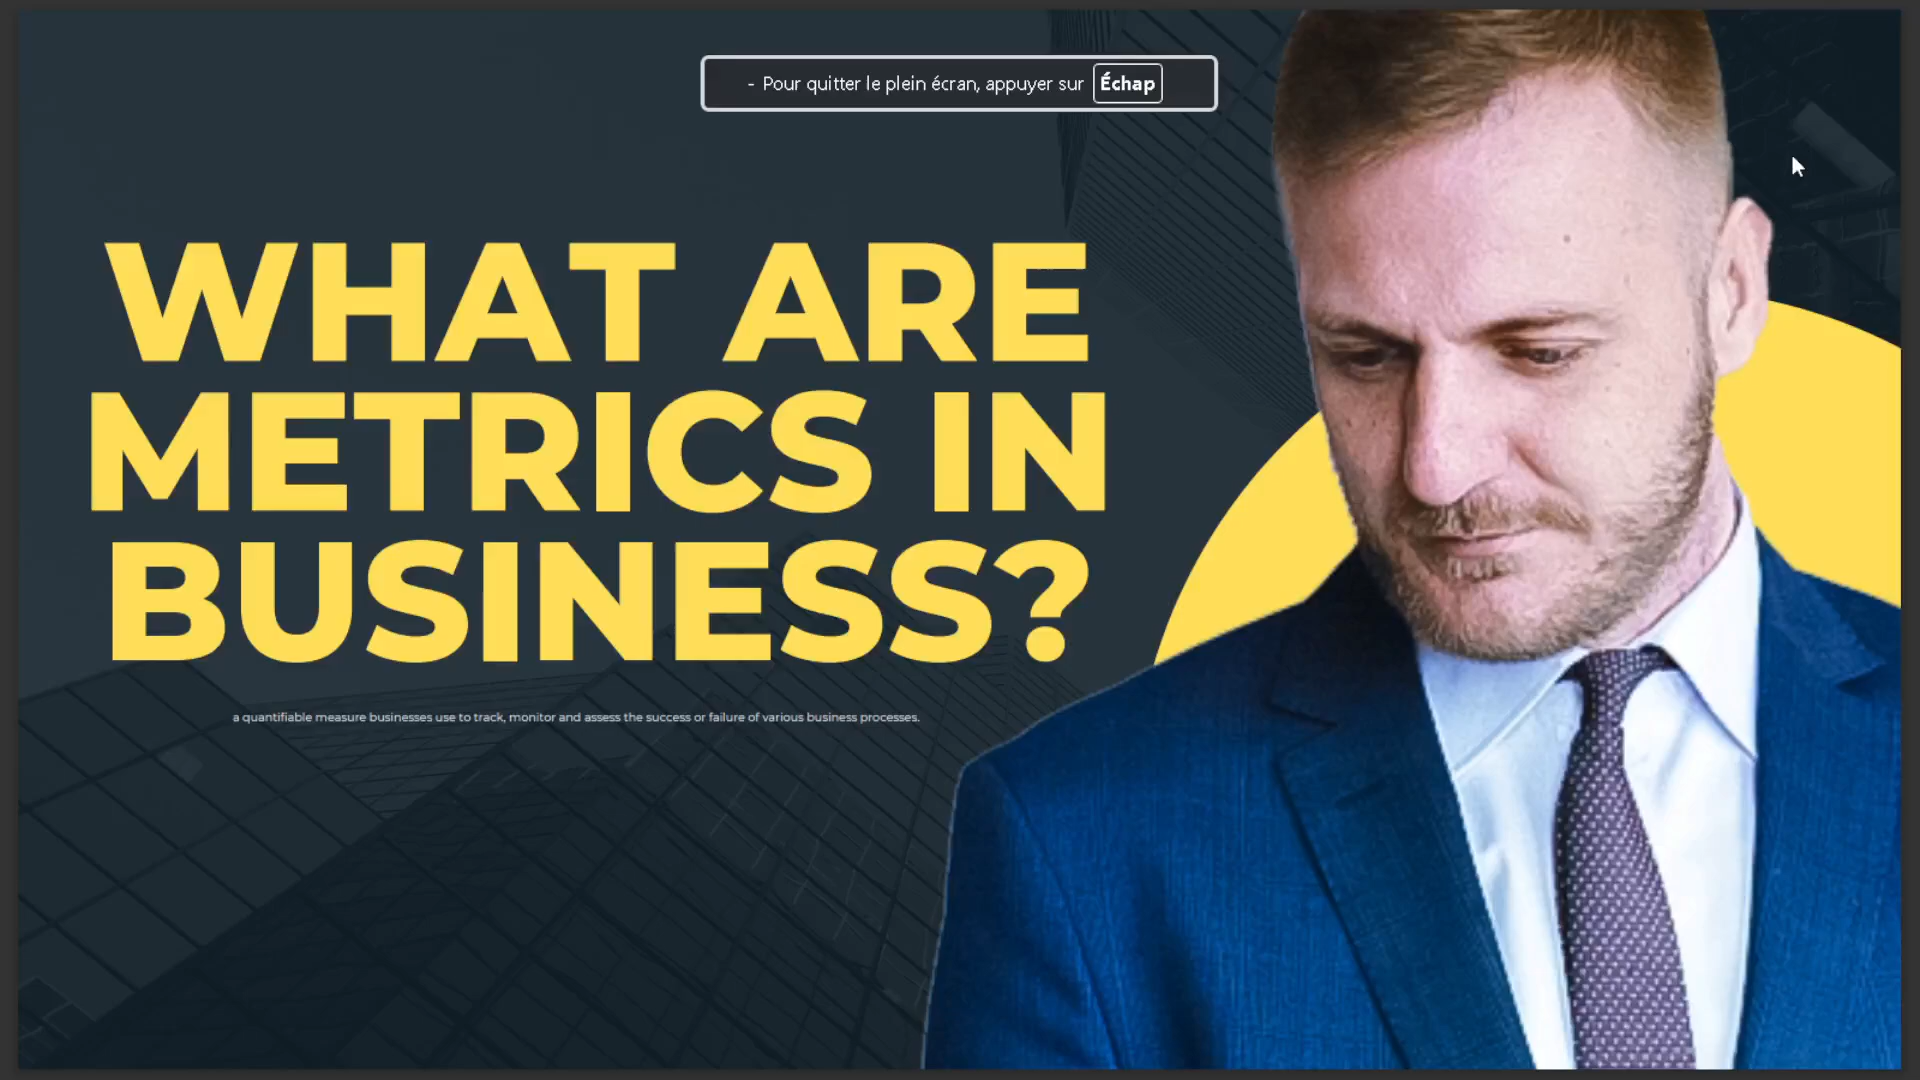 - Pour quitter le plein écran, appuyer sur Échap
WHAT ARE
METRICS IN
BUSINESS?
a quantifiable measure businesses use to track, monitor and assess the success or failure of various business processes.